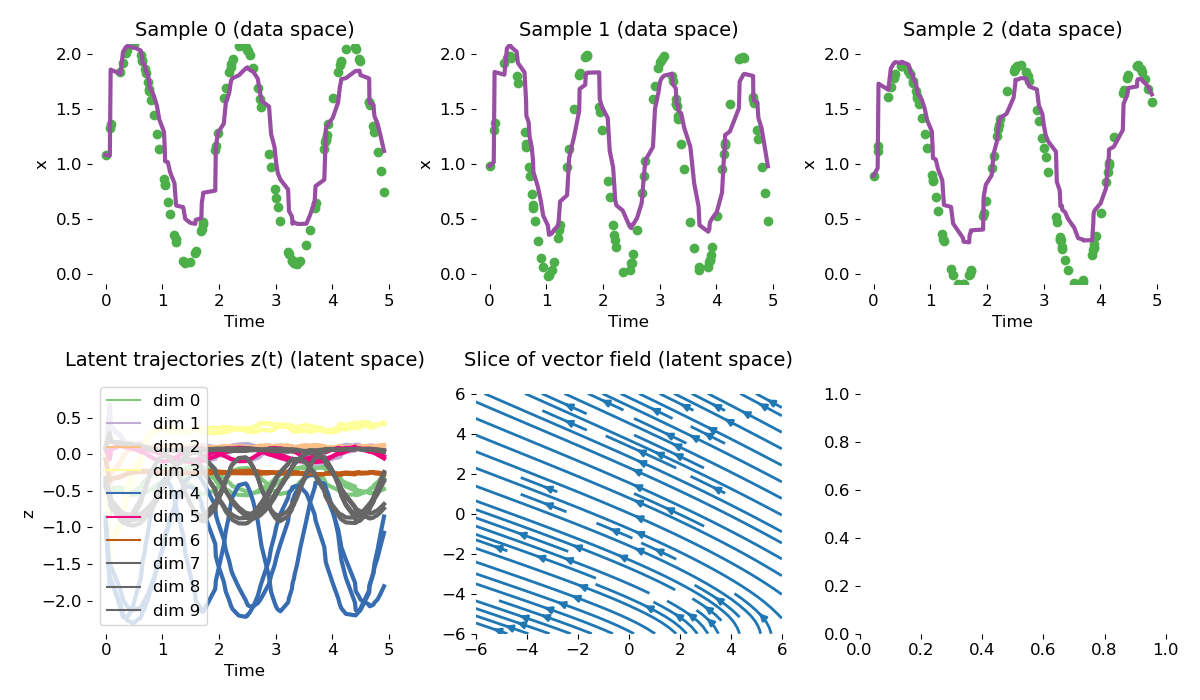 Sample 0 (data space)
Sample 1 (data space)
Sample 2 (data space)
2.0
1.5
1.0
0.5
0.0
x
0 1 2 3 4 5
Time
2.0
1.5
1.0
0.5
0.0
x
0 1 2 3 4 5
Time
2.0
1.5
1.0
0.5
0.0
x
0 1 2 3 4 5
Time
Latent trajectories z(t) (latent space)
0.5
0.0
−0.5
−1.0
−1.5
−2.0
z
dim 0
dim 1
dim 2
dim 3
dim 4
dim 5
dim 6
dim 7
dim 8
dim 9
0 1 2 3 4 5
Time
Slice of vector field (latent space)
6
4
2
0
−2
−4
−6
−6 −4 −2 0 2 4 6
1.0
0.8
0.6
0.4
0.2
0.0
0.0 0.2 0.4 0.6 0.8 1.0